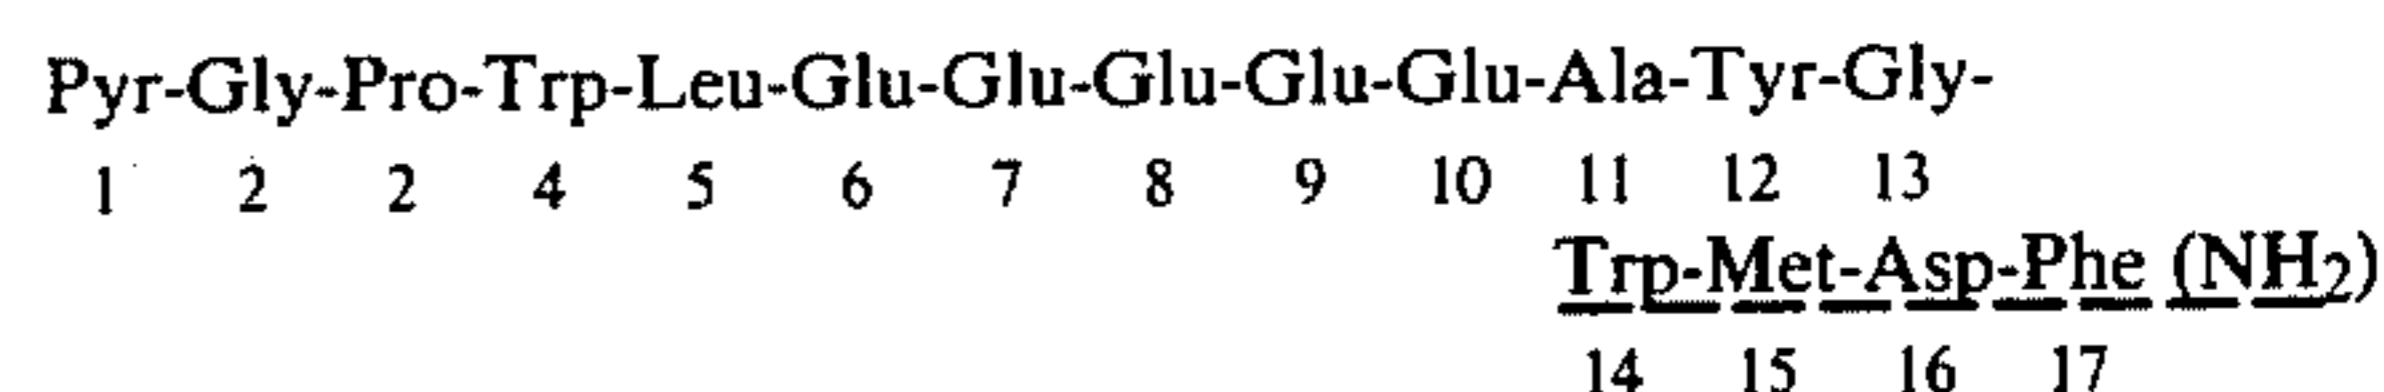 Pyr-Gly-Pro-Trp-Leu-Glu-Glu-Glu-Glu-Glu-Ala-Tyr-Gly-
1 2 2 4 5 6 7 8 9 10 11 12 13
Trp-Met-Asp-Phe (NH2)
14 15 16 17